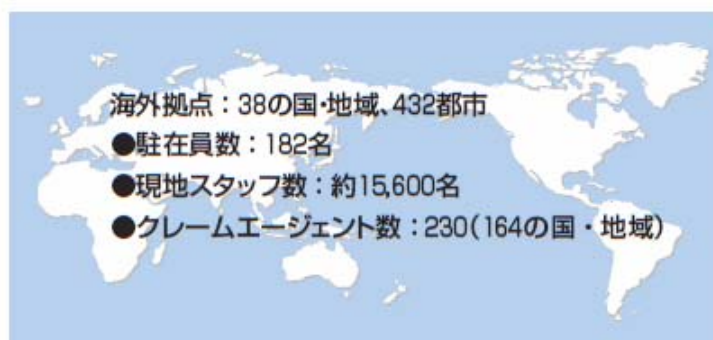 海外拠点：38の国・地域、432都市
●駐在員数：182名
●現地スタッフ数：約15,600名
●クレームエージェント数：230（164の国・地域）